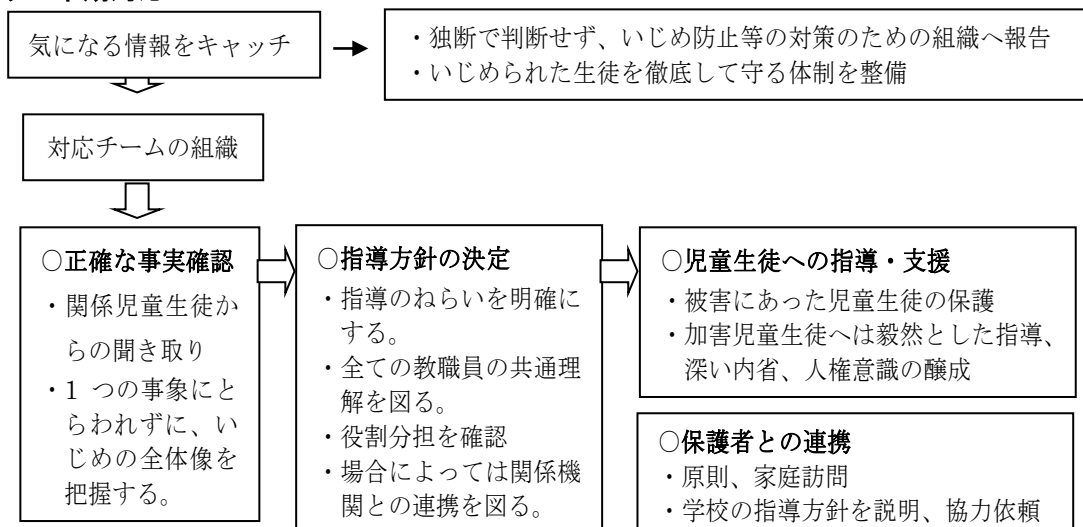 気になる情報をキャッチ
・独断で判断せず、いじめ防止等の対策のための組織へ報告
・いじめられた生徒を徹底して守る体制を整備
対応チームの組織
○正確な事実確認
・関係児童生徒か
らの聞き取り
・1 つの事象にと
らわれずに、い
じめの全体像を
把握する。
○指導方針の決定
・指導のねらいを明確に
する。
・全ての教職員の共通理
解を図る。
・役割分担を確認
・場合によっては関係機
関との連携を図る。
○児童生徒への指導・支援
・被害にあった児童生徒の保護
・加害児童生徒へは毅然とした指導、
深い内省、人権意識の醸成
○保護者との連携
・原則、家庭訪問
・学校の指導方針を説明、協力依頼